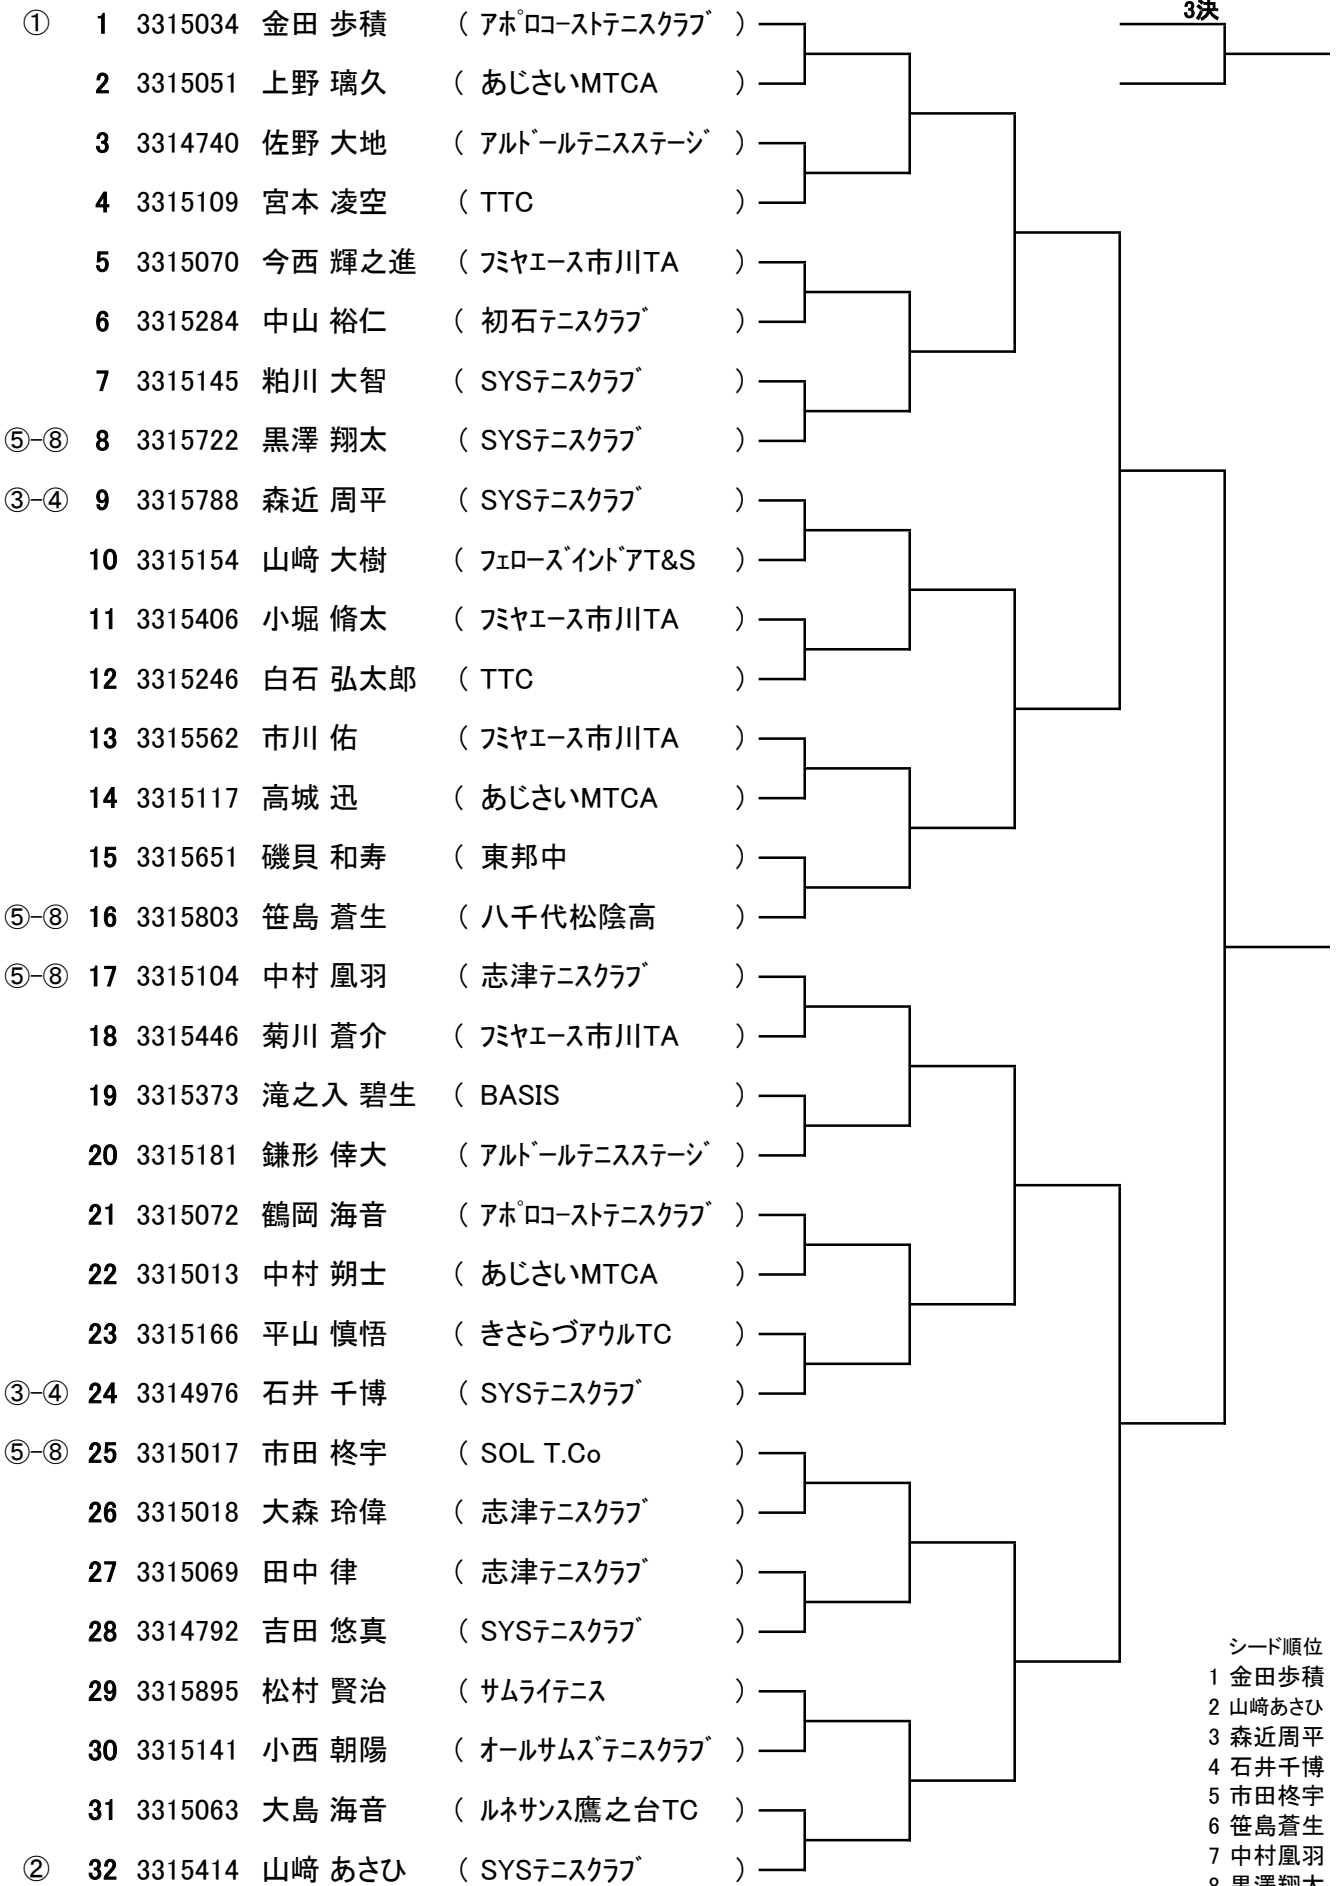 3決
① 1 3315034 金田 歩積 ( アポロコーストテニスクラブ )
2 3315051 上野 璃久 ( あじさいMTCA )
3 3314740 佐野 大地 ( アルドールテニスステージ )
4 3315109 宮本 凌空 ( TTC )
5 3315070 今西 輝之進 ( フミヤエース市川TA )
6 3315284 中山 裕仁 ( 初石テニスクラブ )
7 3315145 粕川 大智 ( SYSテニスクラブ )
⑤-⑧ 8 3315722 黒澤 翔太 ( SYSテニスクラブ )
③-④ 9 3315788 森近 周平 ( SYSテニスクラブ )
10 3315154 山﨑 大樹 ( フェローズインドアT&S )
11 3315406 小堀 脩太 ( フミヤエース市川TA )
12 3315246 白石 弘太郎 ( TTC )
13 3315562 市川 佑 ( フミヤエース市川TA )
14 3315117 高城 迅 ( あじさいMTCA )
15 3315651 磯貝 和寿 ( 東邦中 )
⑤-⑧ 16 3315803 笹島 蒼生 ( 八千代松陰高 )
⑤-⑧ 17 3315104 中村 凰羽 ( 志津テニスクラブ )
18 3315446 菊川 蒼介 ( フミヤエース市川TA )
19 3315373 滝之入 碧生 ( BASIS )
20 3315181 鎌形 倖大 ( アルドールテニスステージ )
21 3315072 鶴岡 海音 ( アポロコーストテニスクラブ )
22 3315013 中村 朔士 ( あじさいMTCA )
23 3315166 平山 慎悟 ( きさらづアウルTC )
③-④ 24 3314976 石井 千博 ( SYSテニスクラブ )
⑤-⑧ 25 3315017 市田 柊宇 ( SOL T.Co )
26 3315018 大森 玲偉 ( 志津テニスクラブ )
27 3315069 田中 律 ( 志津テニスクラブ )
28 3314792 吉田 悠真 ( SYSテニスクラブ )
29 3315895 松村 賢治 ( サムライテニス )
30 3315141 小西 朝陽 ( オールサムズテニスクラブ )
31 3315063 大島 海音 ( ルネサンス鷹之台TC )
② 32 3315414 山﨑 あさひ ( SYSテニスクラブ )
シード順位
1 金田歩積
2 山﨑あさひ
3 森近周平
4 石井千博
5 市田柊宇
6 笹島蒼生
7 中村凰羽
8 黒澤翔太